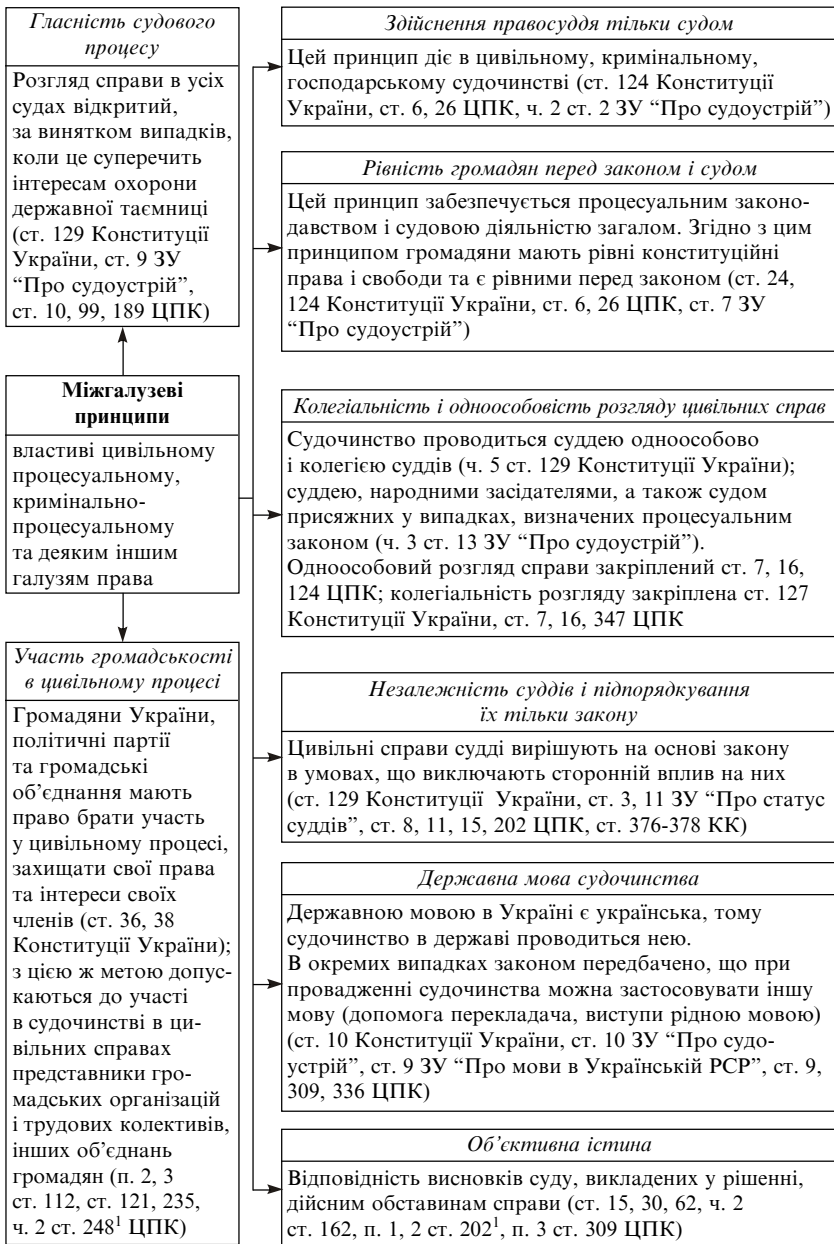 Гласність судового
процесу
Розгляд справи в усіх
судах відкритий,
за винятком випадків,
коли це суперечить
інтересам охорони
державної таємниці
(ст. 129 Конституції
України, ст. 9 ЗУ
“Про судоустрій”,
ст. 10, 99, 189 ЦПК)
Міжгалузеві
принципи
властиві цивільному
процесуальному,
кримінально-
процесуальному
та деяким іншим
галузям права
Участь громадськості
в цивільному процесі
Громадяни України,
політичні партії
та громадські
об’єднання мають
право брати участь
у цивільному процесі,
захищати свої права
та інтереси своїх
членів (ст. 36, 38
Конституції України);
з цією ж метою допус-
каються до участі
в судочинстві в ци-
вільних справах
представники гро-
мадських організацій
і трудових колективів,
інших об’єднань
громадян (п. 2, 3
ст. 112, ст. 121, 235,
ч. 2 ст. 248¹ ЦПК)
Здійснення правосуддя тільки судом
Цей принцип діє в цивільному, кримінальному,
господарському судочинстві (ст. 124 Конституції
України, ст. 6, 26 ЦПК, ч. 2 ст. 2 ЗУ “Про судоустрій”)
Рівність громадян перед законом і судом
Цей принцип забезпечується процесуальним законо-
давством і судовою діяльністю загалом. Згідно з цим
принципом громадяни мають рівні конституційні
права і свободи та є рівними перед законом (ст. 24,
124 Конституції України, ст. 6, 26 ЦПК, ст. 7 ЗУ
“Про судоустрій”)
Колегіальність і одноособовість розгляду цивільних справ
Судочинство проводиться суддею одноособово
і колегією суддів (ч. 5 ст. 129 Конституції України);
суддею, народними засідателями, а також судом
присяжних у випадках, визначених процесуальним
законом (ч. 3 ст. 13 ЗУ “Про судоустрій”).
Одноособовий розгляд справи закріплений ст. 7, 16,
124 ЦПК; колегіальність розгляду закріплена ст. 127
Конституції України, ст. 7, 16, 347 ЦПК
Незалежність суддів і підпорядкування
їх тільки закону
Цивільні справи судді вирішують на основі закону
в умовах, що виключають сторонній вплив на них
(ст. 129 Конституції України, ст. 3, 11 ЗУ “Про статус
суддів”, ст. 8, 11, 15, 202 ЦПК, ст. 376-378 КК)
Державна мова судочинства
Державною мовою в Україні є українська, тому
судочинство в державі проводиться нею.
В окремих випадках законом передбачено, що при
провадженні судочинства можна застосовувати іншу
мову (допомога перекладача, виступи рідною мовою)
(ст. 10 Конституції України, ст. 10 ЗУ “Про судо-
устрій”, ст. 9 ЗУ “Про мови в Українській РСР”, ст. 9,
309, 336 ЦПК)
Об’єктивна істина
Відповідність висновків суду, викладених у рішенні,
дійсним обставинам справи (ст. 15, 30, 62, ч. 2
ст. 162, п. 1, 2 ст. 202¹, п. 3 ст. 309 ЦПК)